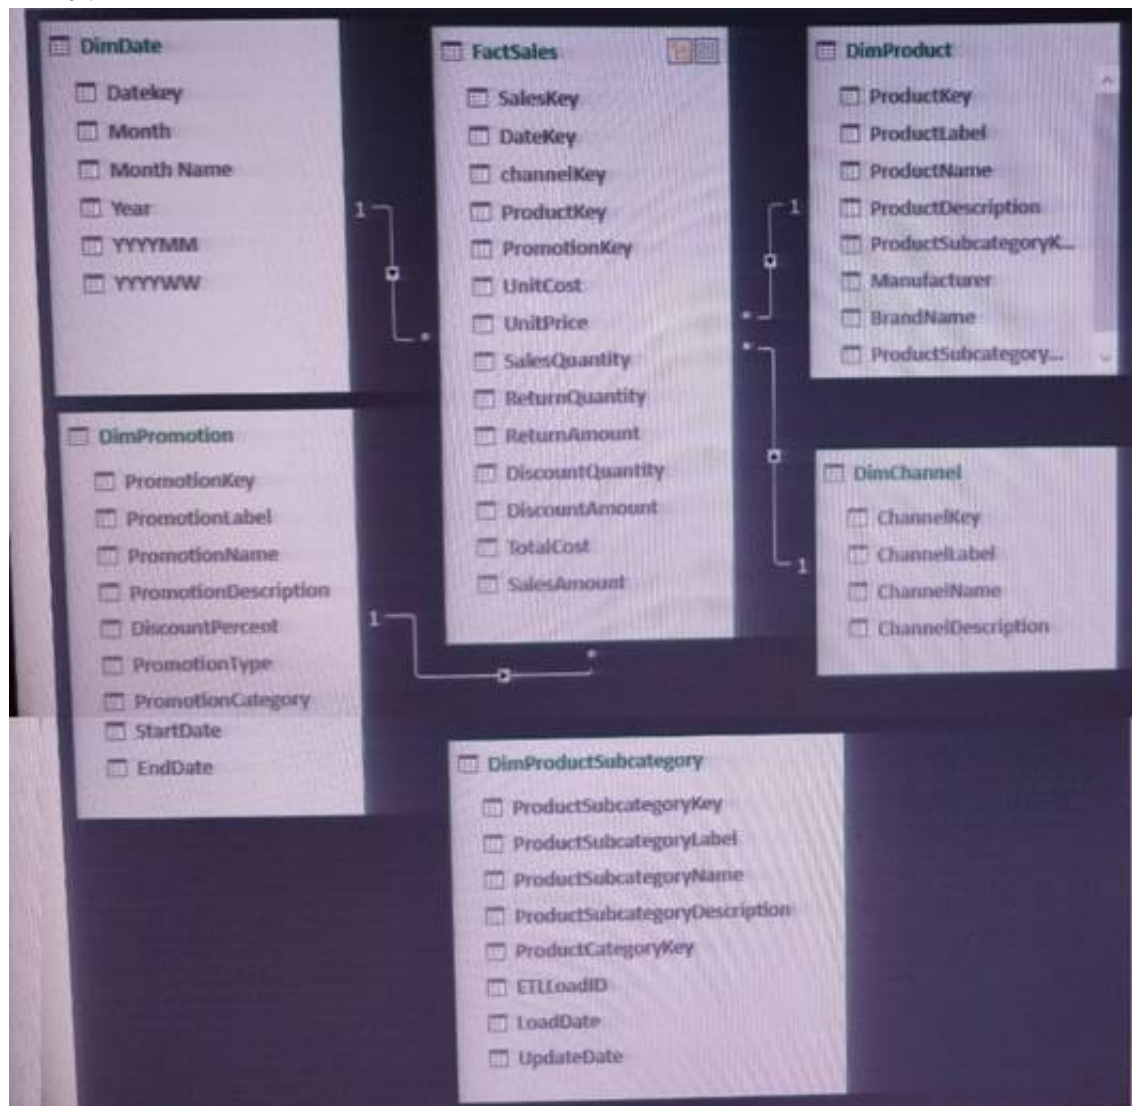 DimDate
Datekey
Month
Month Name
Year
YYYYMM
YYYYWW
FactSales
SalesKey
DateKey
channelKey
ProductKey
PromotionKey
UnitCost
UnitPrice
SalesQuantity
ReturnQuantity
ReturnAmount
DiscountQuantity
DiscountAmount
TotalCost
SalesAmount
DimProduct
ProductKey
ProductLabel
ProductName
ProductDescription
ProductSubcategoryK...
Manufacturer
BrandName
ProductSubcategory...
1
*
1
*
*
1
DimPromotion
PromotionKey
PromotionLabel
PromotionName
PromotionDescription
DiscountPercent
PromotionType
PromotionCategory
StartDate
EndDate
1
*
DimChannel
ChannelKey
ChannelLabel
ChannelName
ChannelDescription
DimProductSubcategory
ProductSubcategoryKey
ProductSubcategoryLabel
ProductSubcategoryName
ProductSubcategoryDescription
ProductCategoryKey
ETLLoadID
LoadDate
UpdateDate